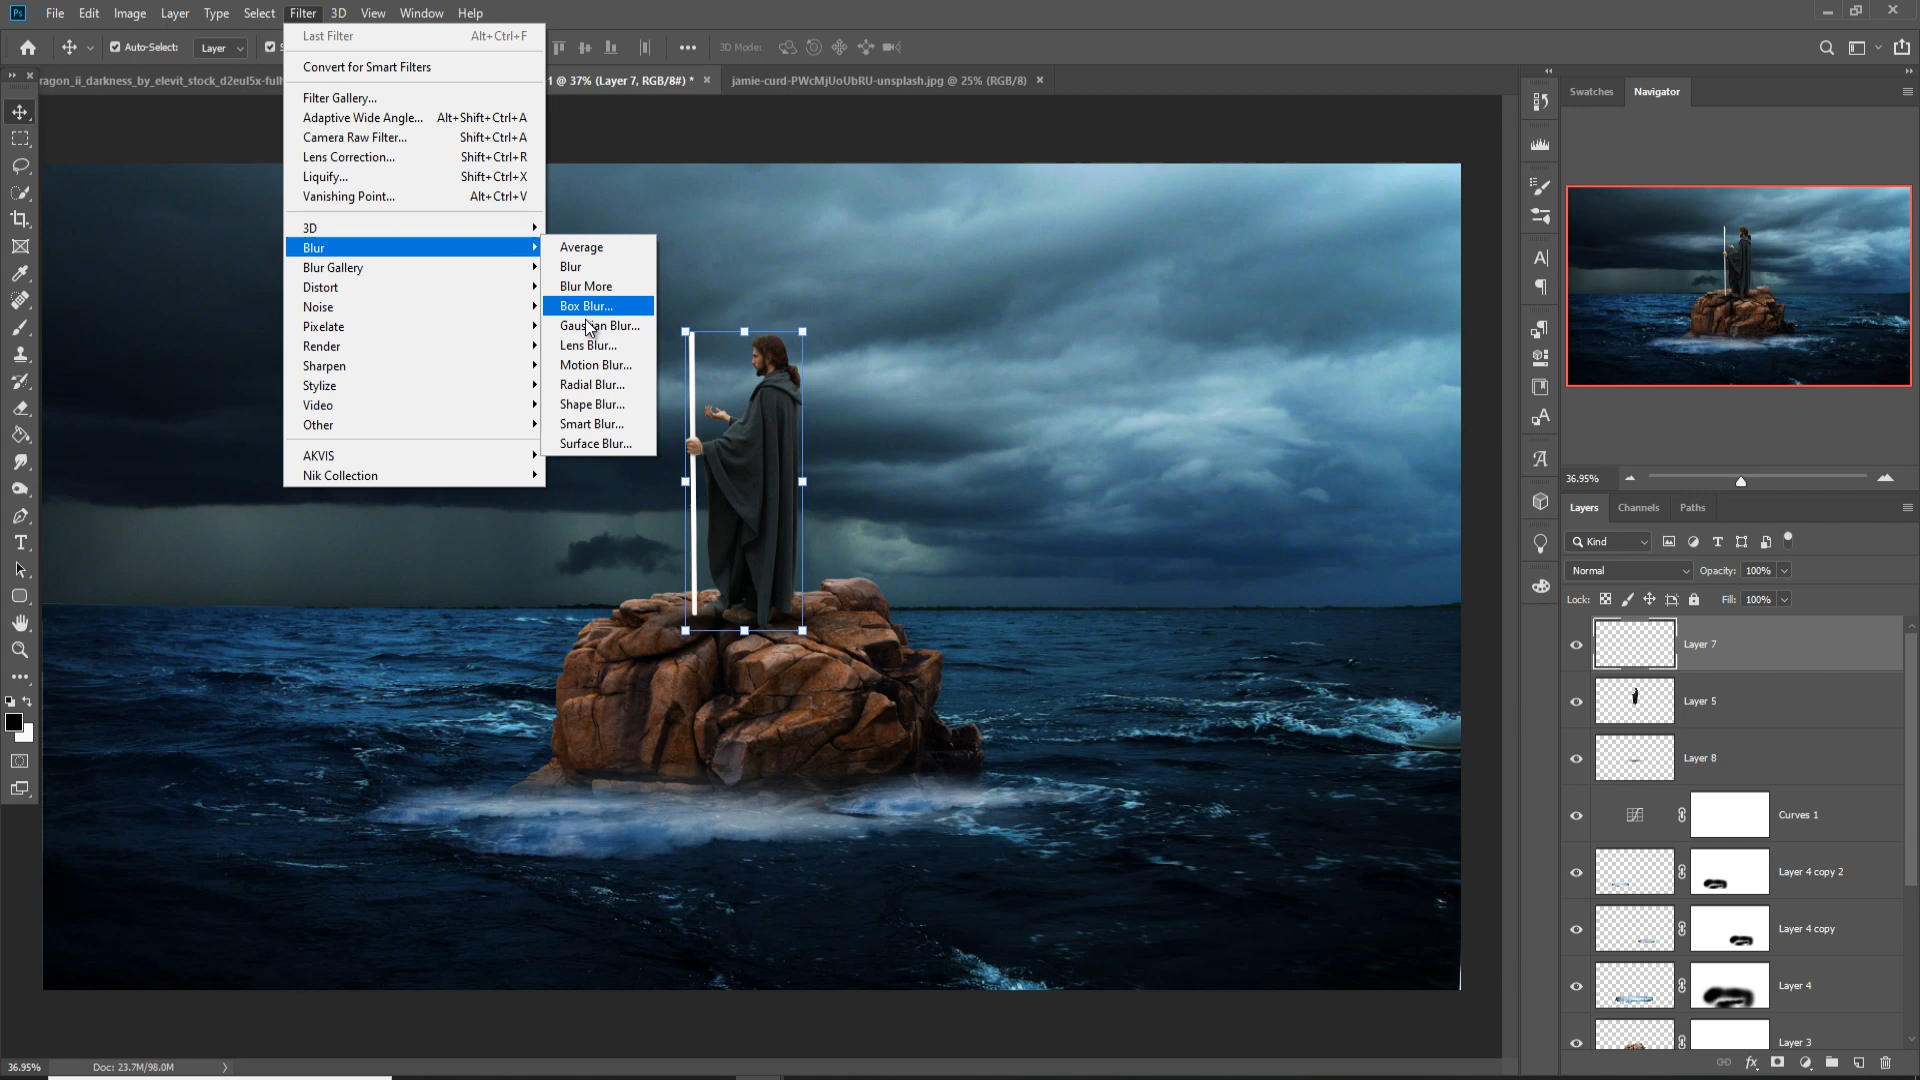 Ps
File Edit Image Layer Type Select Filter 3D View Window Help
Auto-Select: Layer
3D Mode:
ragon_ii_darkness_by_elevit_stock_d2eul5x-full
1 @ 37% (Layer 7, RGB/8#) *
jamie-curd-PWcMjUoUbRU-unsplash.jpg @ 25% (RGB/8)
Last Filter Alt+Ctrl+F
Convert for Smart Filters
Filter Gallery...
Adaptive Wide Angle... Alt+Shift+Ctrl+A
Camera Raw Filter... Shift+Ctrl+A
Lens Correction... Shift+Ctrl+R
Liquify... Shift+Ctrl+X
Vanishing Point... Alt+Ctrl+V
3D
Blur
Blur Gallery
Distort
Noise
Pixelate
Render
Sharpen
Stylize
Video
Other
AKVIS
Nik Collection
Average
Blur
Blur More
Box Blur...
Gaussian Blur...
Lens Blur...
Motion Blur...
Radial Blur...
Shape Blur...
Smart Blur...
Surface Blur...
Swatches Navigator
36.95%
Layers Channels Paths
Kind
Normal Opacity: 100%
Lock: Fill: 100%
Layer 7
Layer 5
Layer 8
Curves 1
Layer 4 copy 2
Layer 4 copy
Layer 4
Layer 3
36.95% Doc: 23.7M/98.0M